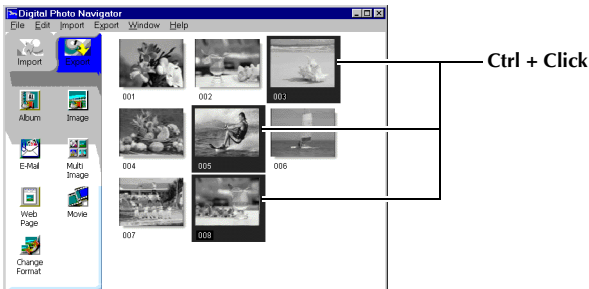 Digital Photo Navigator
File Edit Import Export Window Help
Import Export
001 002 003
Ctrl + Click
Album Image
004 005 006
E-Mail Multi Image
Web Page Movie
007 008
Change Format